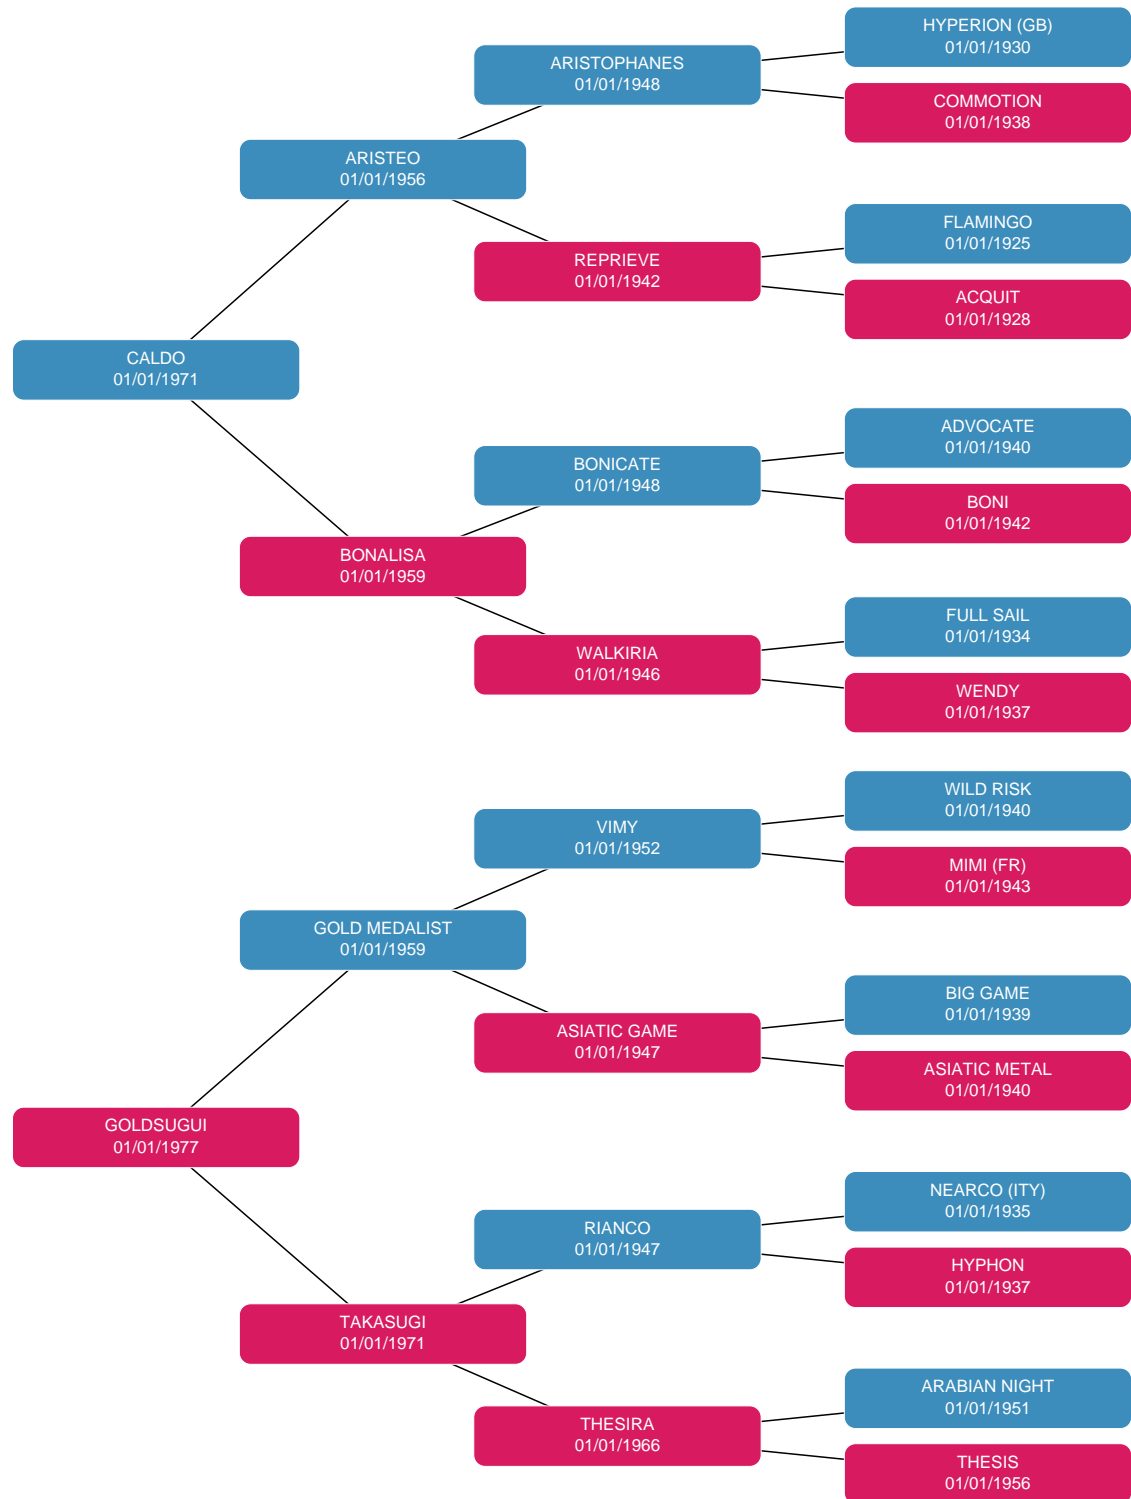 HYPERION (GB)
01/01/1930
ARISTOPHANES
01/01/1948
COMMOTION
01/01/1938
ARISTEO
01/01/1956
FLAMINGO
01/01/1925
REPRIEVE
01/01/1942
ACQUIT
01/01/1928
CALDO
01/01/1971
ADVOCATE
01/01/1940
BONICATE
01/01/1948
BONI
01/01/1942
BONALISA
01/01/1959
FULL SAIL
01/01/1934
WALKIRIA
01/01/1946
WENDY
01/01/1937
WILD RISK
01/01/1940
VIMY
01/01/1952
MIMI (FR)
01/01/1943
GOLD MEDALIST
01/01/1959
BIG GAME
01/01/1939
ASIATIC GAME
01/01/1947
ASIATIC METAL
01/01/1940
GOLDSUGUI
01/01/1977
NEARCO (ITY)
01/01/1935
RIANCO
01/01/1947
HYPHON
01/01/1937
TAKASUGI
01/01/1971
ARABIAN NIGHT
01/01/1951
THESIRA
01/01/1966
THESIS
01/01/1956